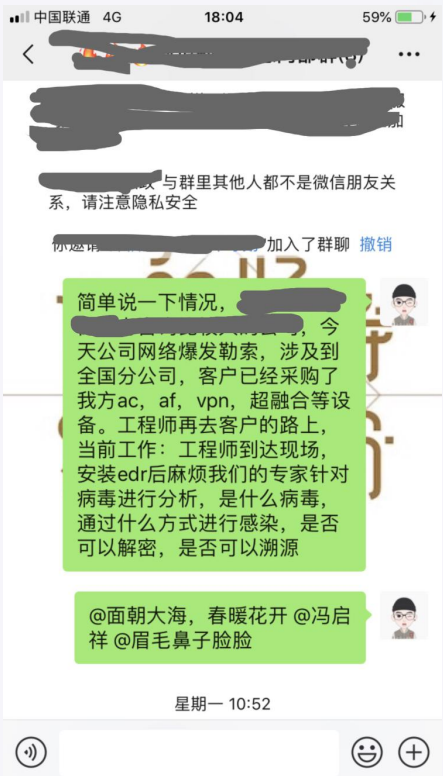 中国联通 4G 18:04 59%
与群里其他人都不是微信朋友关
系，请注意隐私安全
你邀请 加入了群聊 撤销
简单说一下情况，
，今
天公司网络爆发勒索，涉及到
全国分公司，客户已经采购了
我方ac，af，vpn，超融合等设
备。工程师再去客户的路上，
当前工作：工程师到达现场，
安装edr后麻烦我们的专家针对
病毒进行分析，是什么病毒，
通过什么方式进行感染，是否
可以解密，是否可以溯源
@面朝大海，春暖花开 @冯启
祥 @眉毛鼻子脸脸
星期一 10:52